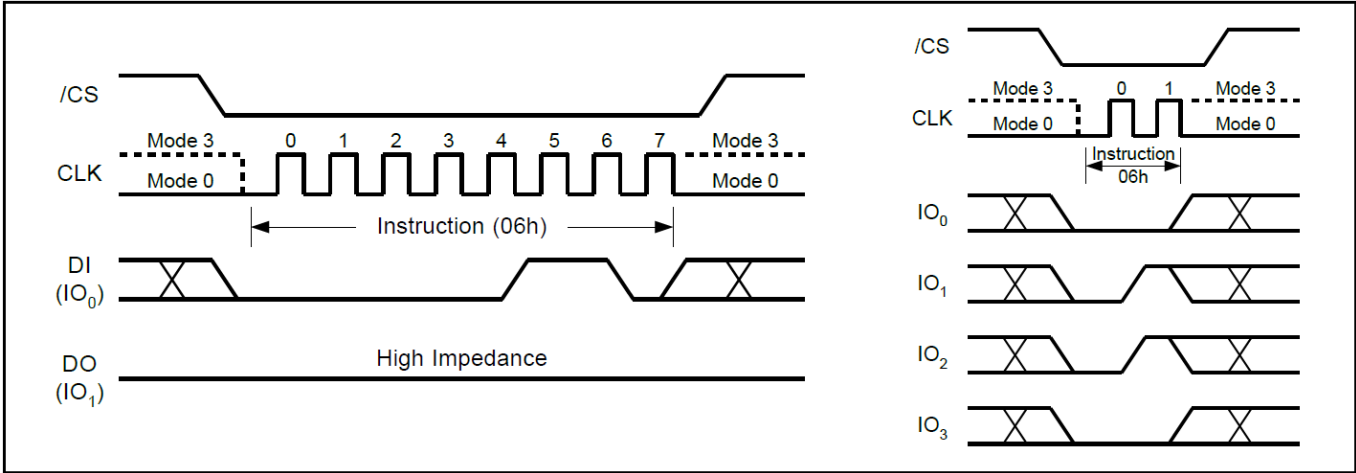 /CS
Mode 3 0 1 2 3 4 5 6 7 Mode 3
CLK
Mode 0 Mode 0
Instruction (06h)
DI
(IO0)
High Impedance
DO
(IO1)
/CS
Mode 3 0 1 Mode 3
CLK
Mode 0 Mode 0
Instruction
06h
IO0
IO1
IO2
IO3